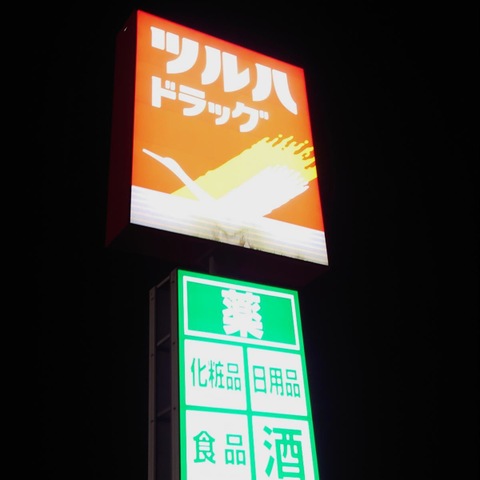 ツルハ
ドラッグ
薬
化粧品 日用品
食品 酒